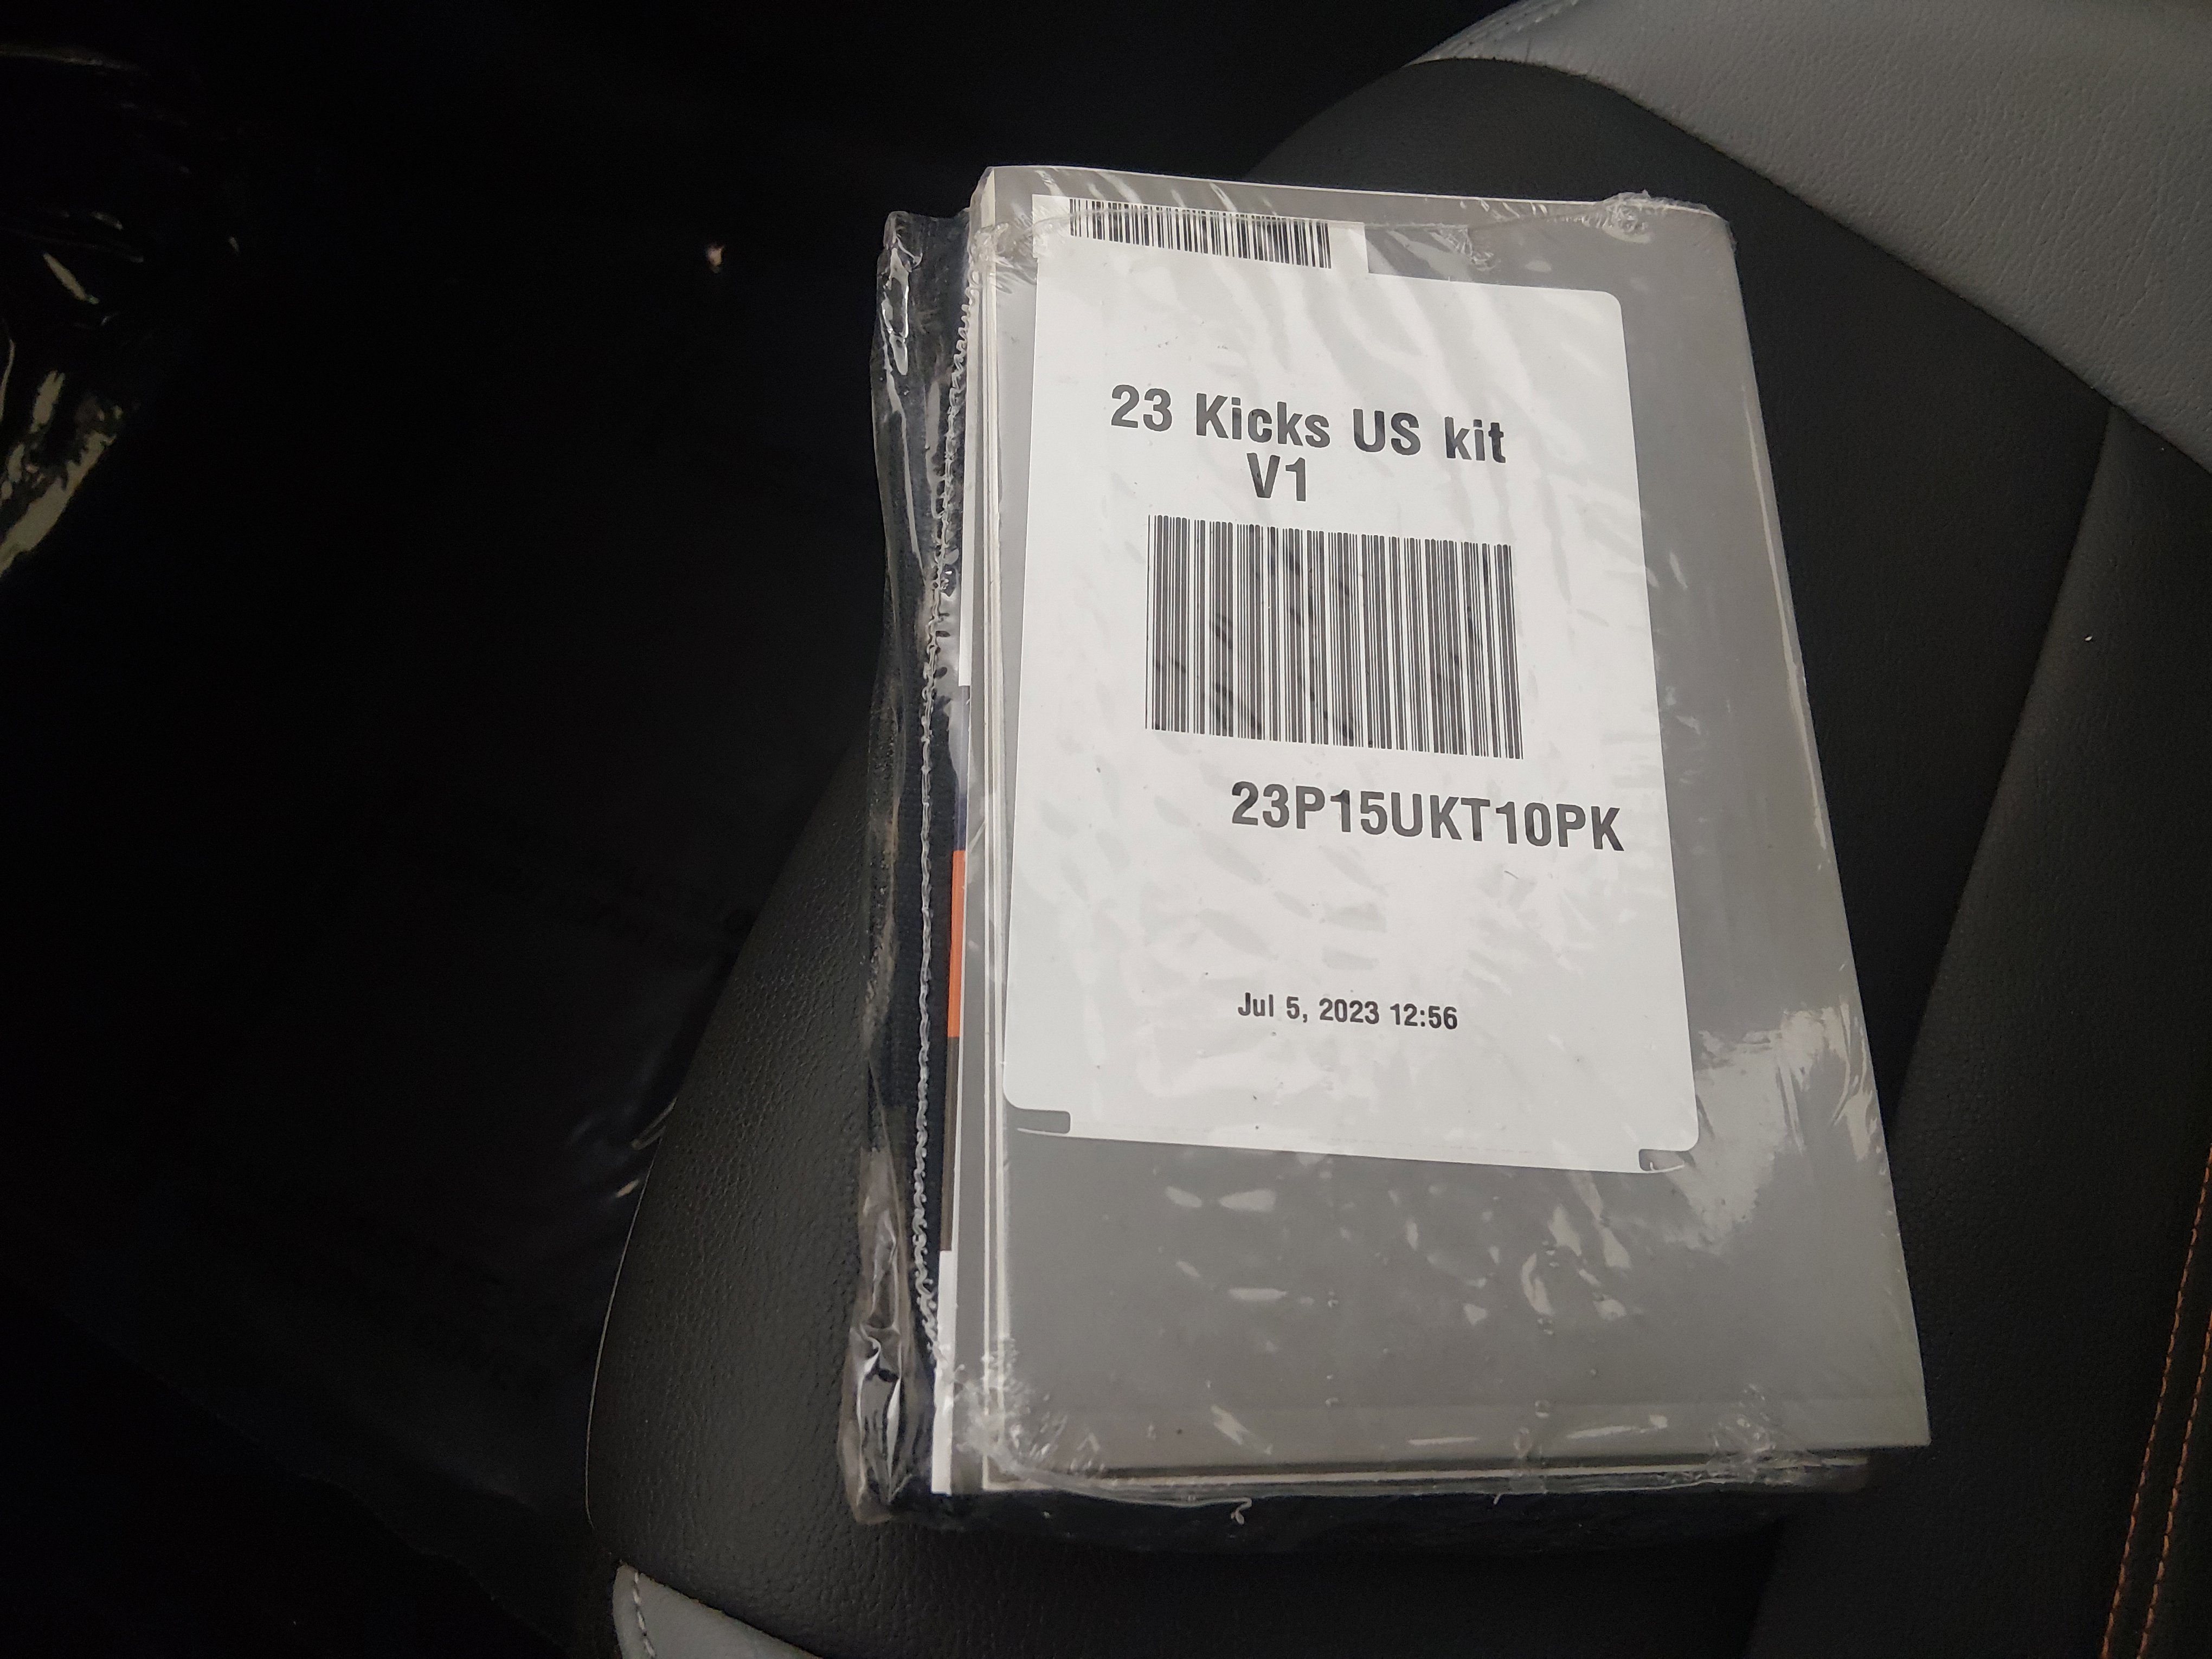 23 Kicks US kit
V1
23P15UKT10PK
Jul 5, 2023 12:56